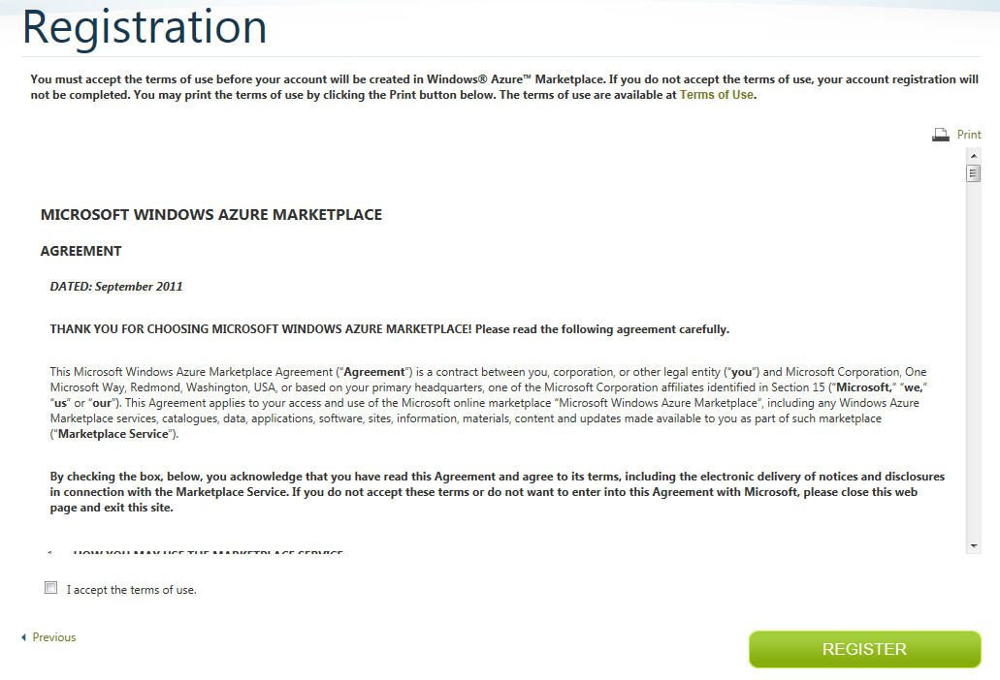 Registration
You must accept the terms of use before your account will be created in Windows® Azure™ Marketplace. If you do not accept the terms of use, your account registration will
not be completed. You may print the terms of use by clicking the Print button below. The terms of use are available at Terms of Use.
Print
MICROSOFT WINDOWS AZURE MARKETPLACE
AGREEMENT
DATED: September 2011
THANK YOU FOR CHOOSING MICROSOFT WINDOWS AZURE MARKETPLACE! Please read the following agreement carefully.
This Microsoft Windows Azure Marketplace Agreement (“Agreement”) is a contract between you, corporation, or other legal entity (“you”) and Microsoft Corporation, One
Microsoft Way, Redmond, Washington, USA, or based on your primary headquarters, one of the Microsoft Corporation affiliates identified in Section 15 (“Microsoft,” “we,”
“us” or “our”). This Agreement applies to your access and use of the Microsoft online marketplace “Microsoft Windows Azure Marketplace”, including any Windows Azure
Marketplace services, catalogues, data, applications, software, sites, information, materials, content and updates made available to you as part of such marketplace
(“Marketplace Service”).
By checking the box, below, you acknowledge that you have read this Agreement and agree to its terms, including the electronic delivery of notices and disclosures
in connection with the Marketplace Service. If you do not accept these terms or do not want to enter into this Agreement with Microsoft, please close this web
page and exit this site.
1. HOW YOU MAY USE THE MARKETPLACE SERVICE
I accept the terms of use.
Previous
REGISTER